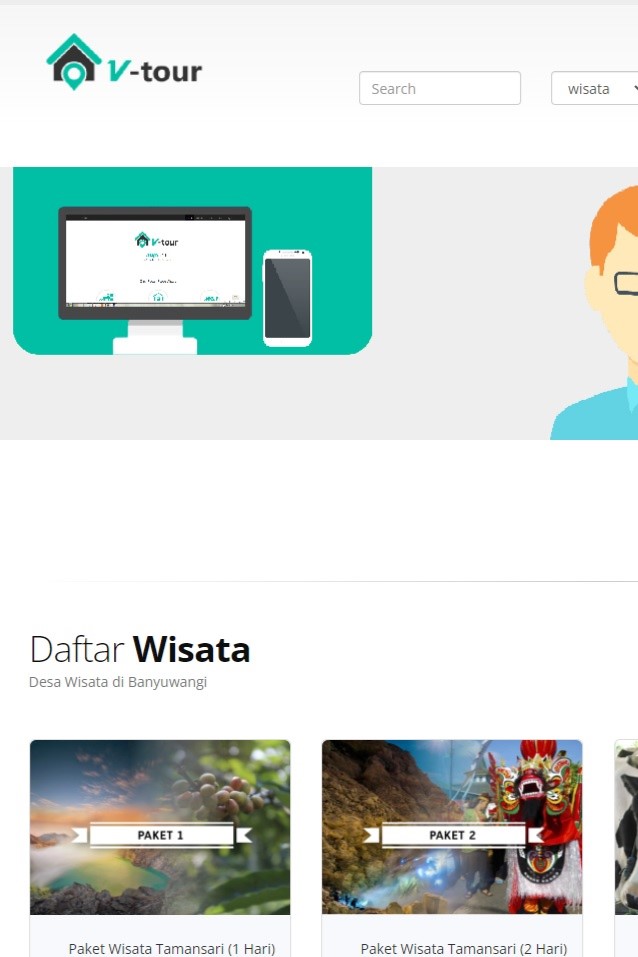 V-tour
Search
wisata
V-tour
Daftar Wisata
Desa Wisata di Banyuwangi
PAKET 1
PAKET 2
Paket Wisata Tamansari (1 Hari)
Paket Wisata Tamansari (2 Hari)